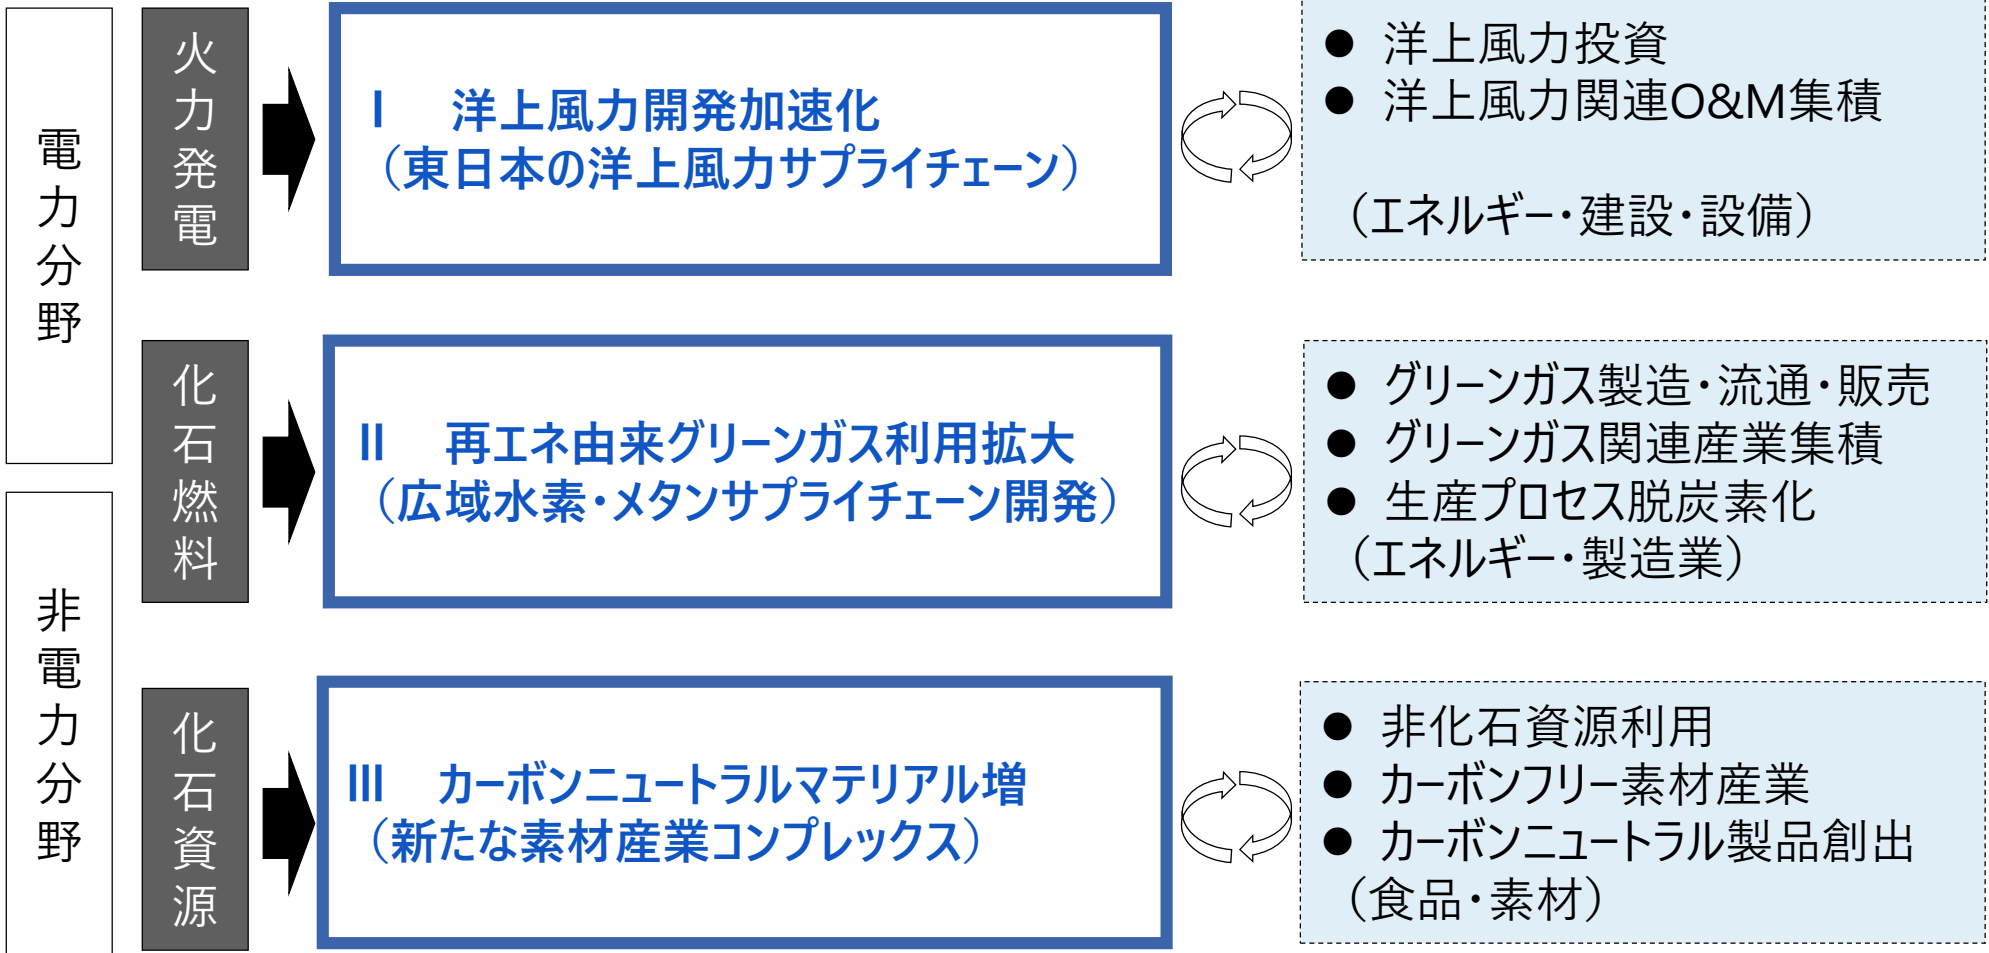 電力分野
火力発電
Ⅰ 洋上風力開発加速化
（東日本の洋上風力サプライチェーン）
● 洋上風力投資
● 洋上風力関連O&M集積
（エネルギー・建設・設備）
化石燃料
Ⅱ 再エネ由来グリーンガス利用拡大
（広域水素・メタンサプライチェーン開発）
● グリーンガス製造・流通・販売
● グリーンガス関連産業集積
● 生産プロセス脱炭素化
（エネルギー・製造業）
非電力分野
化石資源
Ⅲ カーボンニュートラルマテリアル増
（新たな素材産業コンプレックス）
● 非化石資源利用
● カーボンフリー素材産業
● カーボンニュートラル製品創出
（食品・素材）